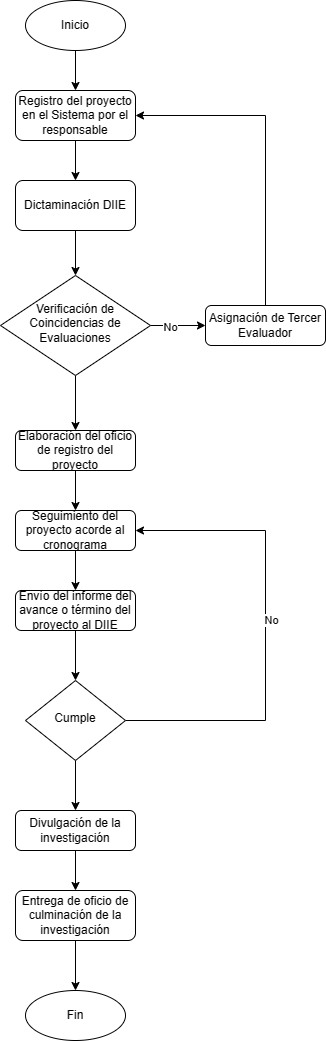 Inicio
Registro del proyecto
en el Sistema por el
responsable
Dictaminación DIIE
Verificación de
Coincidencias de
Evaluaciones
No
Asignación de Tercer
Evaluador
Elaboración del oficio
de registro del
proyecto
Seguimiento del
proyecto acorde al
cronograma
Envío del informe del
avance o término del
proyecto al DIIE
No
Cumple
Divulgación de la
investigación
Entrega de oficio de
culminación de la
investigación
Fin